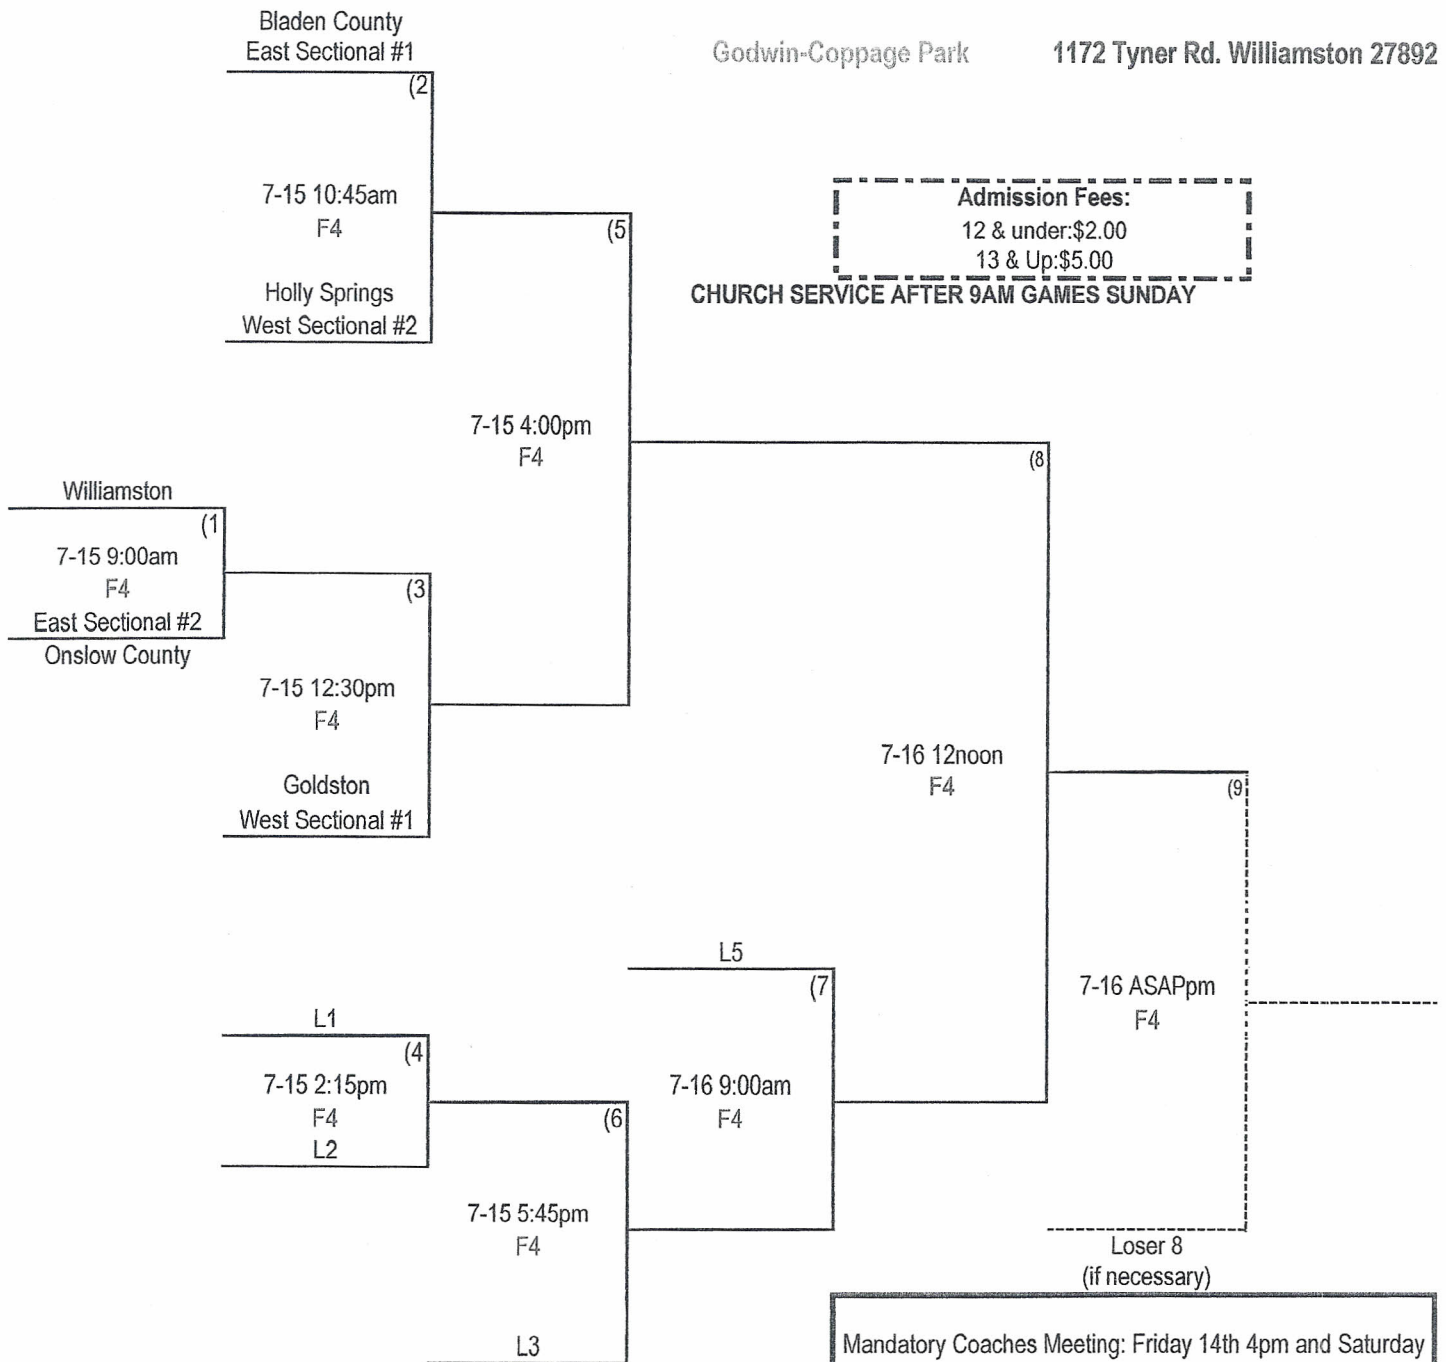 Bladen County
East Sectional #1
Godwin-Coppage Park
1172 Tyner Rd. Williamston 27892
(2
7-15 10:45am
F4
Holly Springs
West Sectional #2
(5
Admission Fees:
12 & under:$2.00
13 & Up:$5.00
CHURCH SERVICE AFTER 9AM GAMES SUNDAY
7-15 4:00pm
F4
(8
Williamston
(1
7-15 9:00am
F4
East Sectional #2
Onslow County
(3
7-15 12:30pm
F4
Goldston
West Sectional #1
7-16 12noon
F4
(9
L5
(7
7-16 ASAPpm
F4
L1
(4
7-15 2:15pm
F4
L2
7-16 9:00am
F4
(6
7-15 5:45pm
F4
Loser 8
(if necessary)
L3
Mandatory Coaches Meeting: Friday 14th 4pm and Saturday